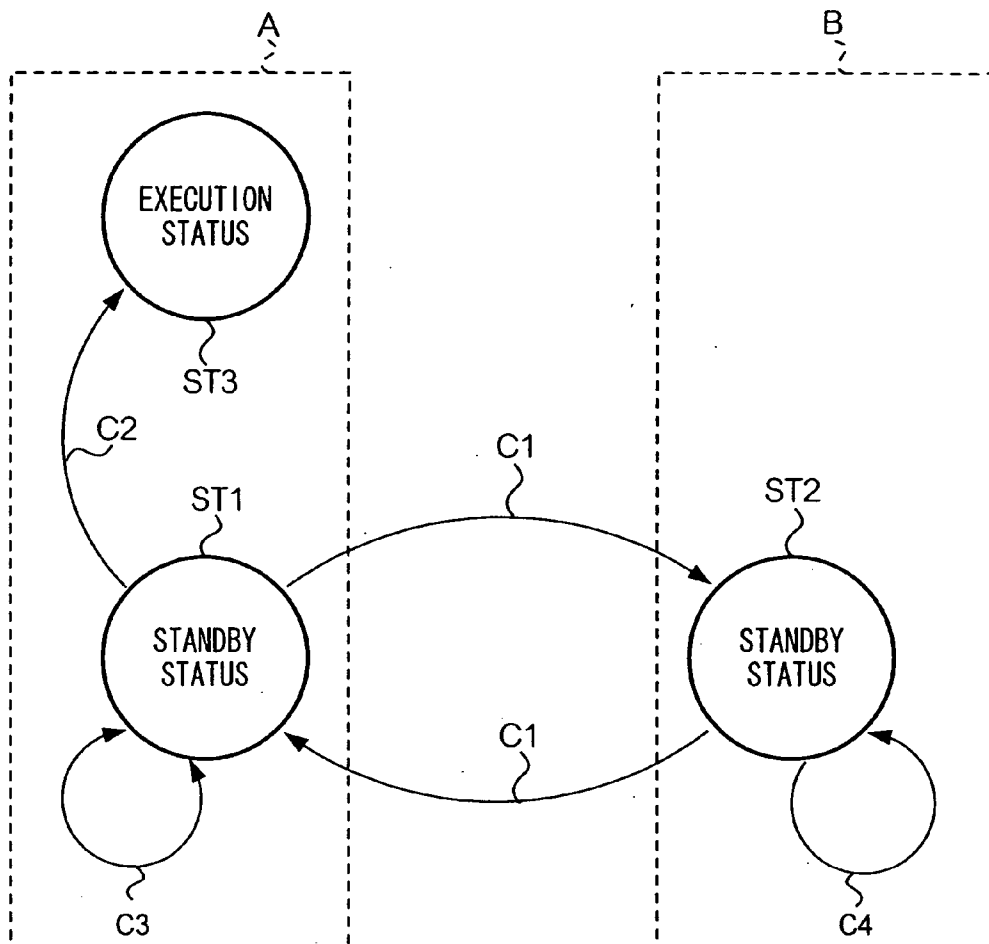 A
B
EXECUTION
STATUS
ST3
C2
C1
ST1
ST2
STANDBY
STATUS
STANDBY
STATUS
C1
C3
C4